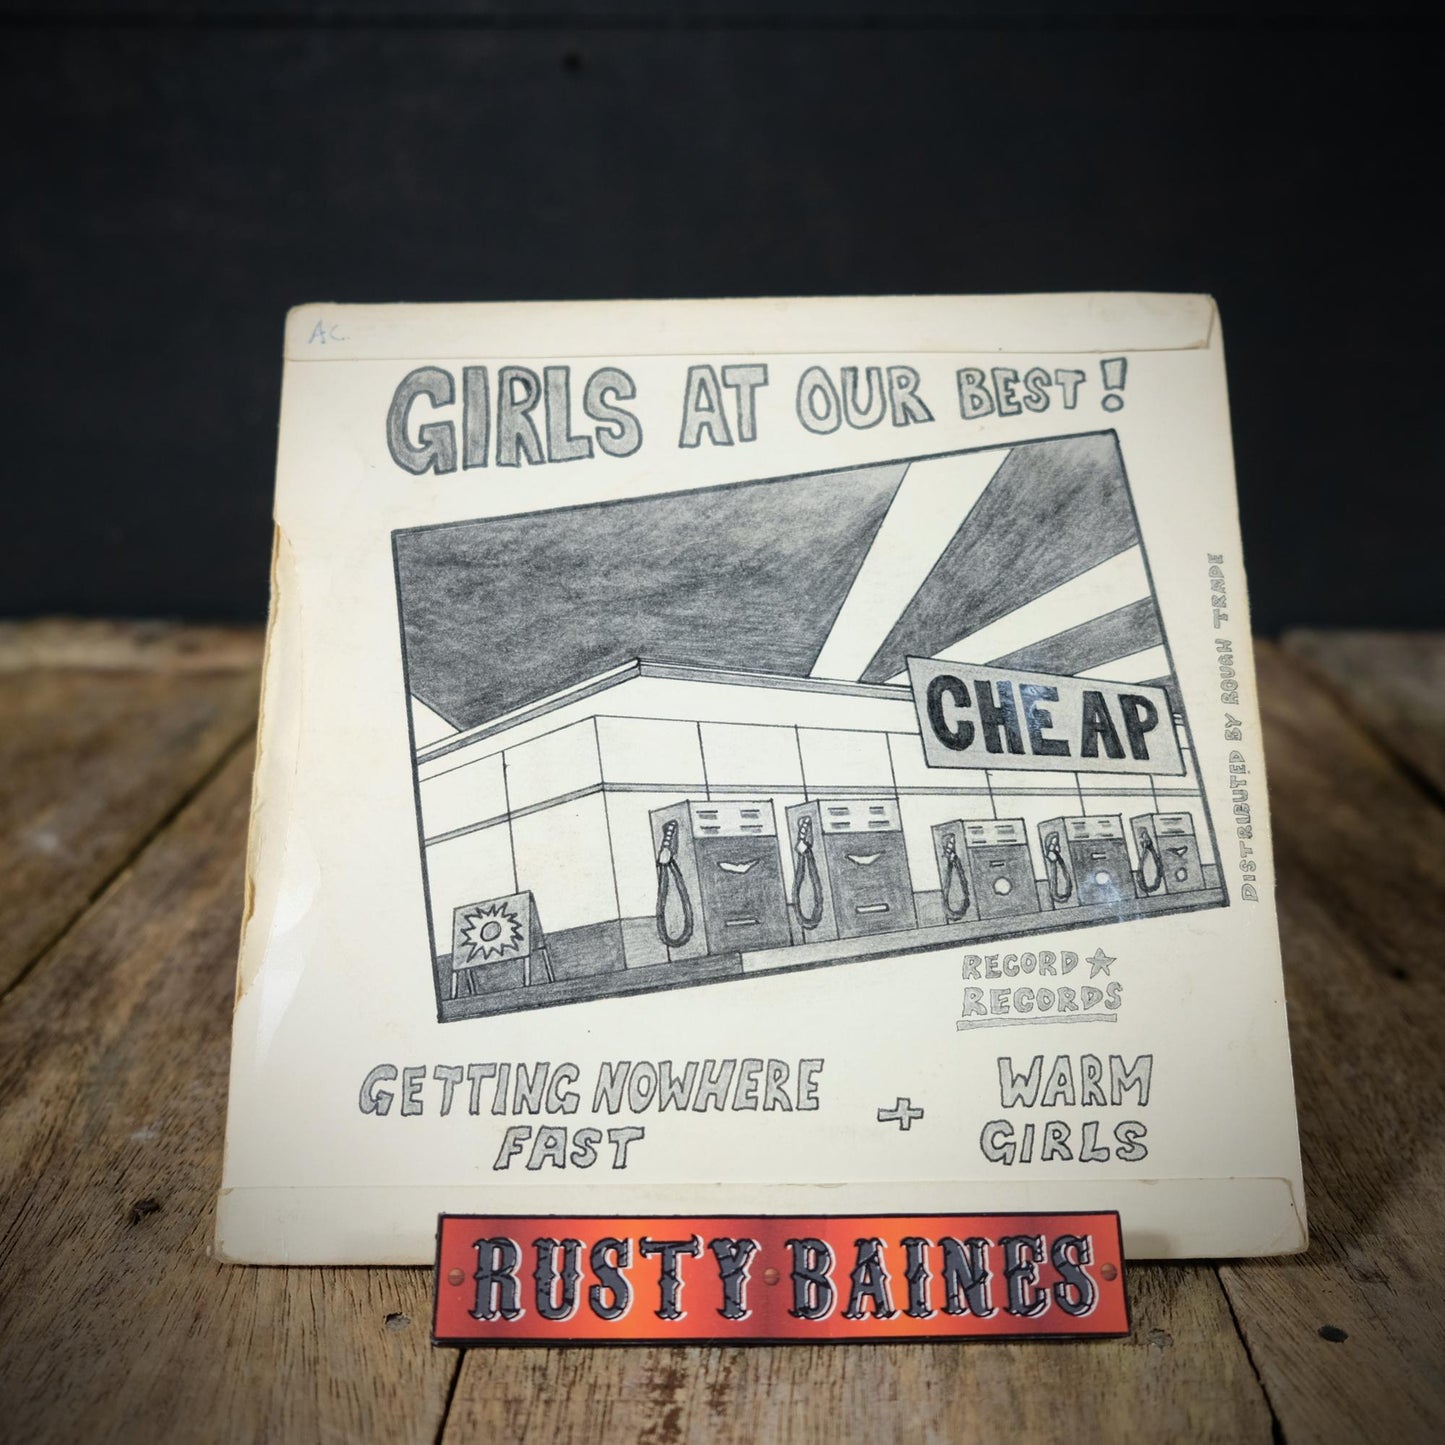 AC.
GIRLS AT OUR BEST!
CHEAP
DISTRIBUTED BY ROUGH TRADE
RECORD ★
RECORDS
GETTING NOWHERE
FAST
+
WARM
GIRLS
RUSTY BAINES